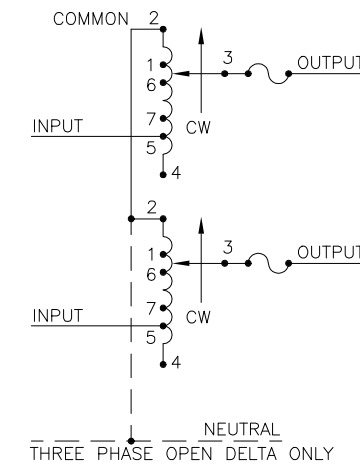 COMMON 2
1
3
OUTPUT
6
7
INPUT
CW
5
4
2
1
3
OUTPUT
6
7
INPUT
CW
5
4
NEUTRAL
THREE PHASE OPEN DELTA ONLY